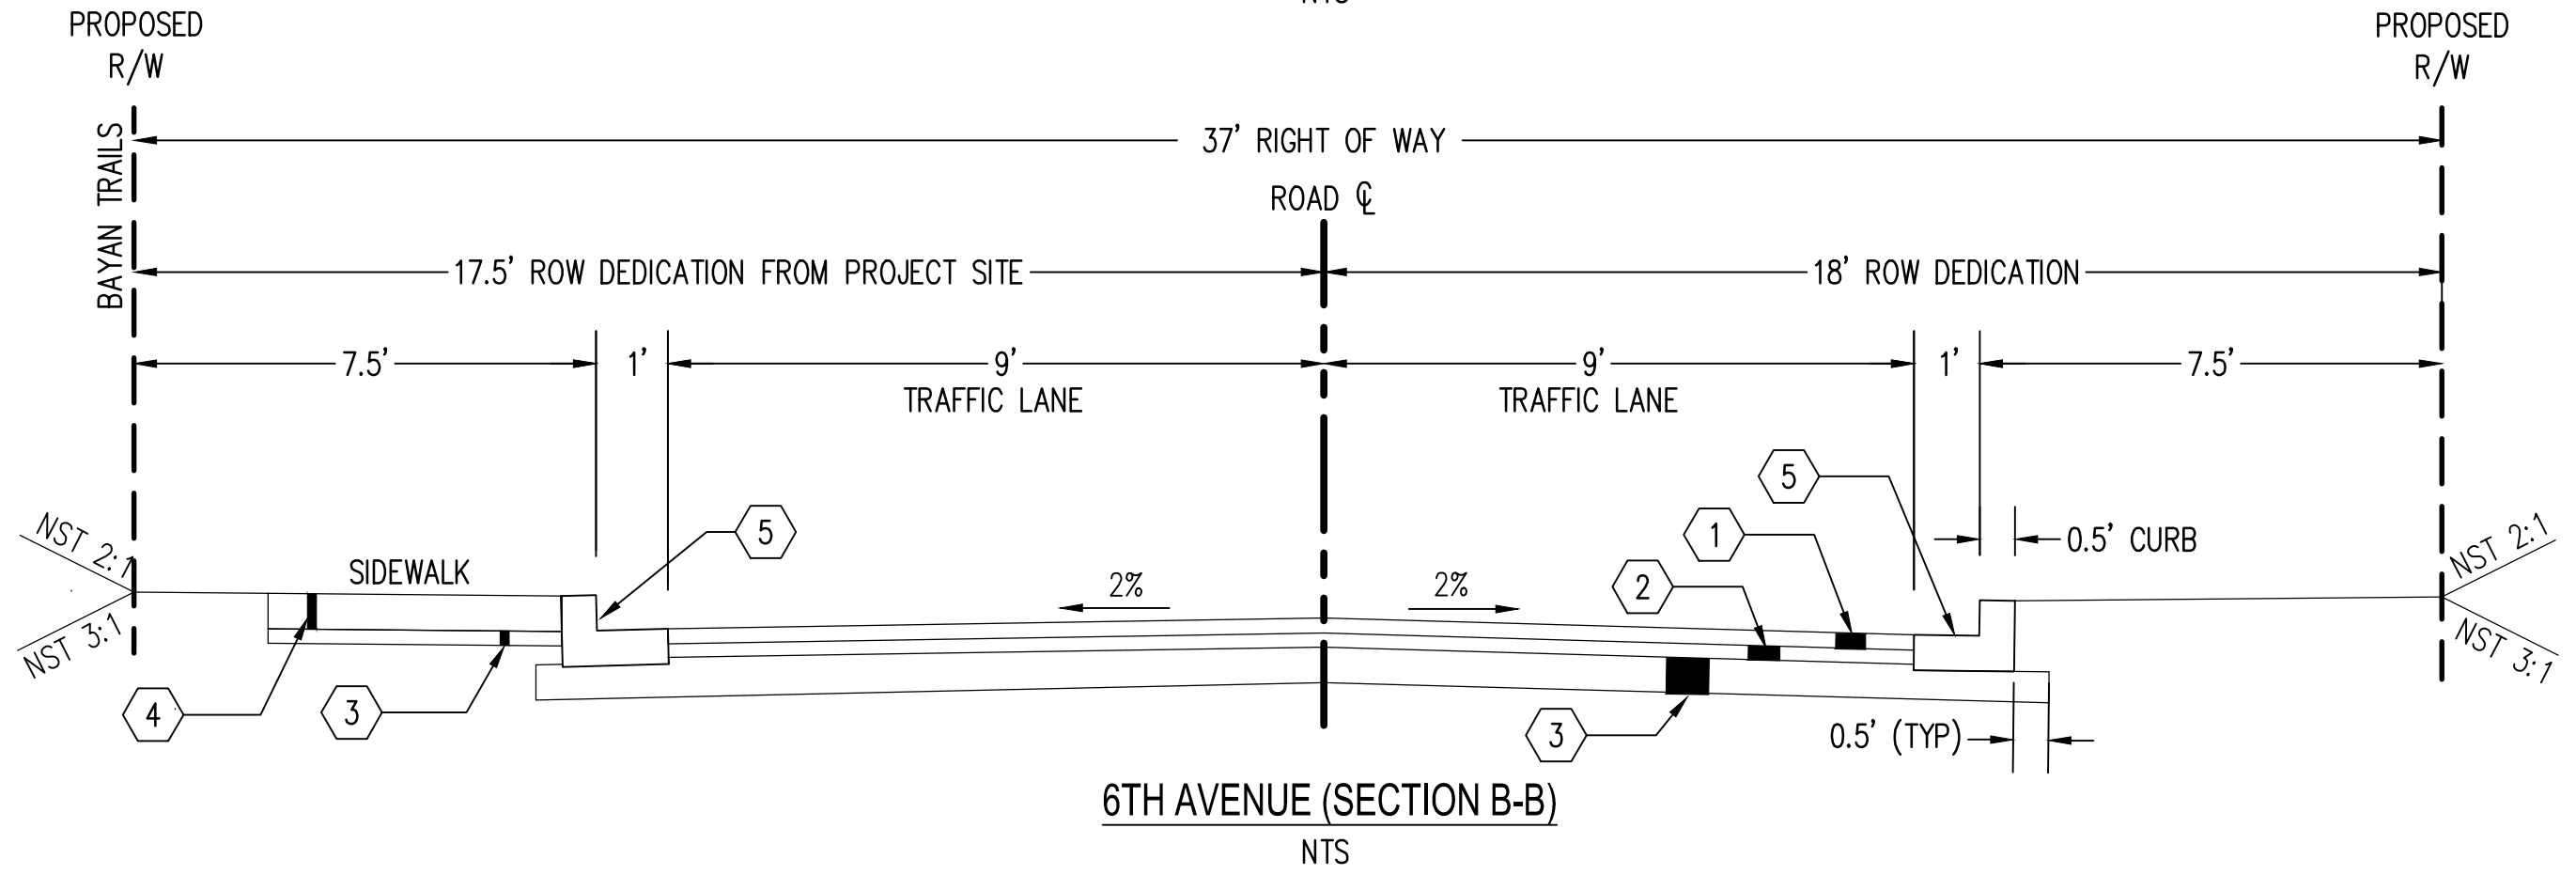 NTS
PROPOSED
R/W
PROPOSED
R/W
BAYAN TRAILS
37' RIGHT OF WAY
ROAD ℄
17.5' ROW DEDICATION FROM PROJECT SITE
18' ROW DEDICATION
7.5'
1'
9'
TRAFFIC LANE
9'
TRAFFIC LANE
1'
7.5'
5
5
1
2
0.5' CURB
NST 2:1
NST 3:1
SIDEWALK
2%
2%
NST 2:1
NST 3:1
4
3
3
0.5' (TYP)
6TH AVENUE (SECTION B-B)
NTS